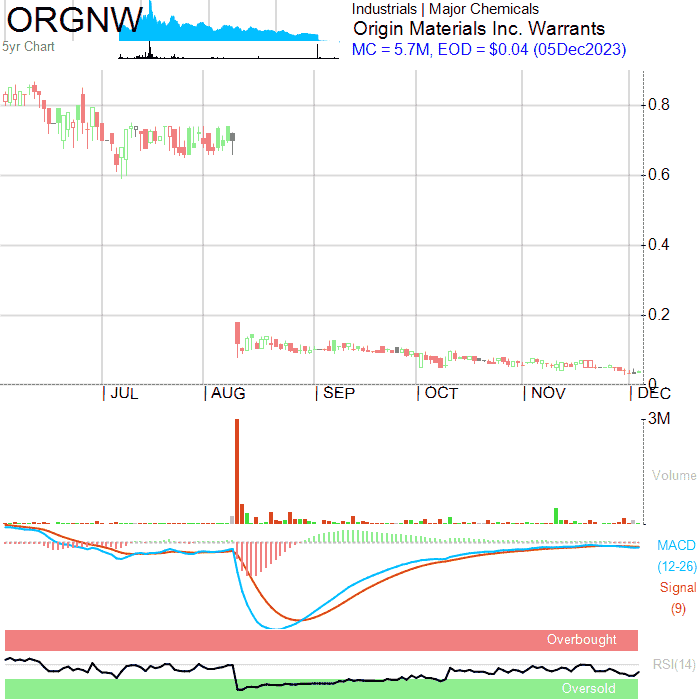 ORGNW
5yr Chart
Industrials | Major Chemicals
Origin Materials Inc. Warrants
MC = 5.7M, EOD = $0.04 (05Dec2023)
0.8
0.6
0.4
0.2
0
JUL AUG SEP OCT NOV DEC
3M
Volume
MACD
(12-26)
Signal
(9)
Overbought
RSI(14)
Oversold